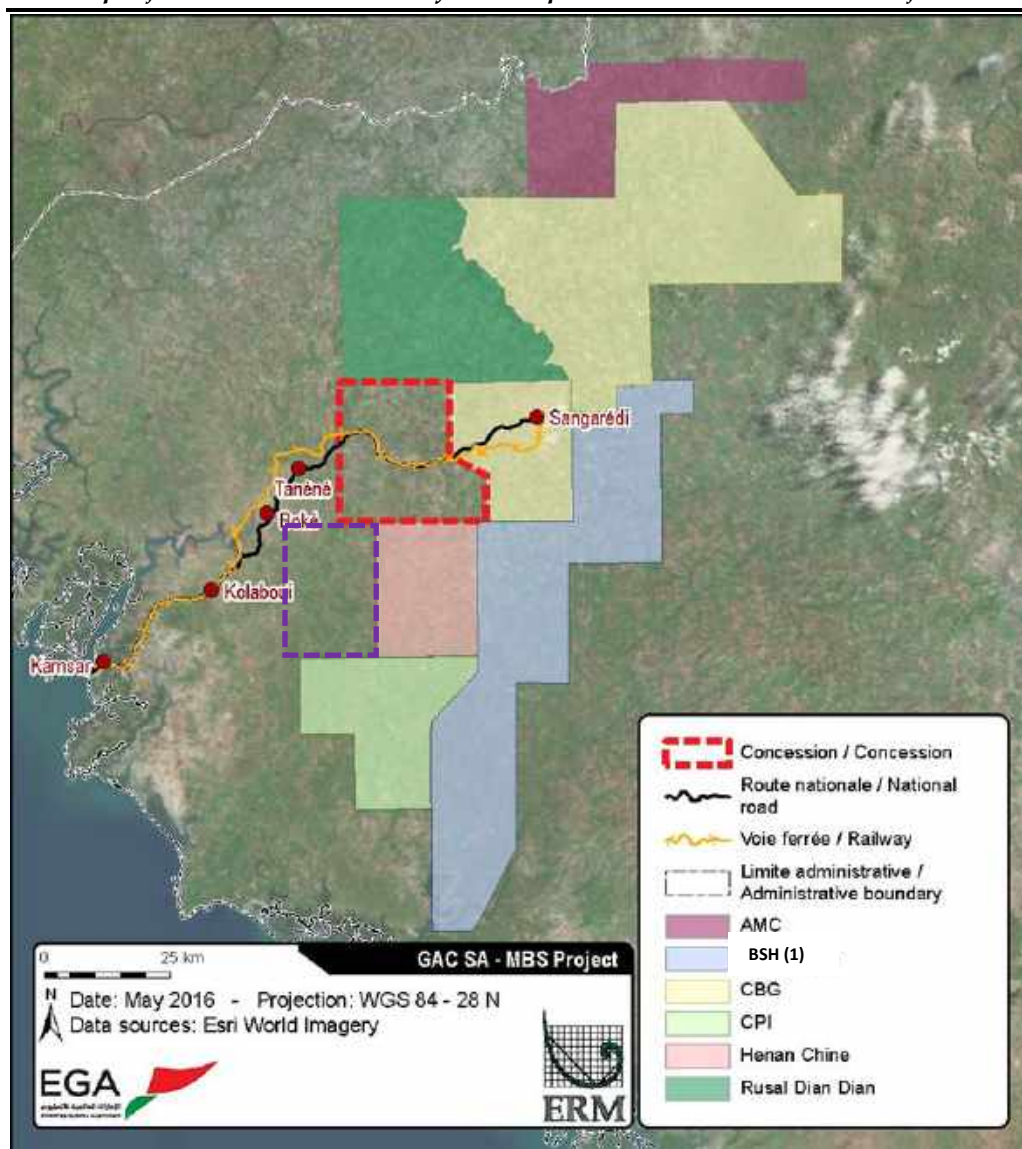 Sangarédi
Tanéné
Boké
Kolaboui
Kamsar
Concession / Concession
Route nationale / National
road
Voie ferrée / Railway
Limite administrative /
Administrative boundary
AMC
BSH (1)
CBG
CPI
Henan Chine
Rusal Dian Dian
0 25 km
GAC SA - MBS Project
N
Date: May 2016 - Projection: WGS 84 - 28 N
Data sources: Esri World Imagery
EGA
ERM